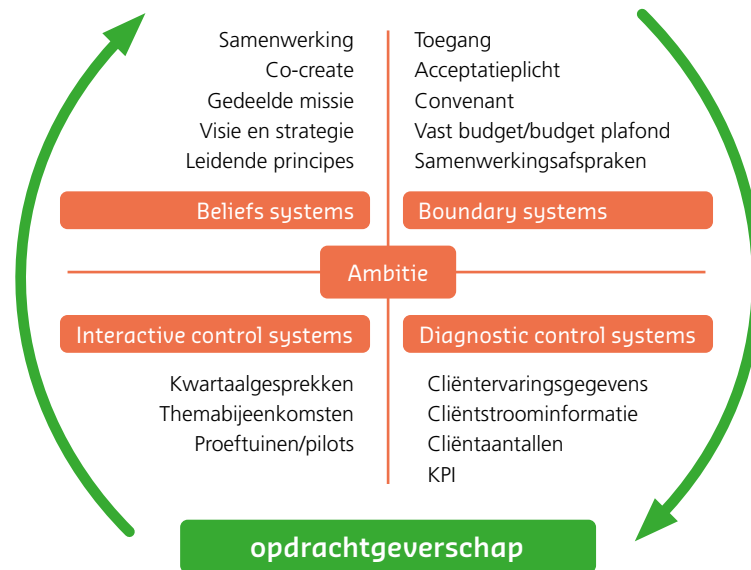 Samenwerking
Co-create
Gedeelde missie
Visie en strategie
Leidende principes
Beliefs systems
Toegang
Acceptatieplicht
Convenant
Vast budget/budget plafond
Samenwerkingsafspraken
Boundary systems
Ambitie
Interactive control systems
Kwartaalgesprekken
Themabijeenkomsten
Proeftuinen/pilots
Diagnostic control systems
Cliëntervaringsgegevens
Cliëntstroominformatie
Cliëntaantallen
KPI
opdrachtgeverschap